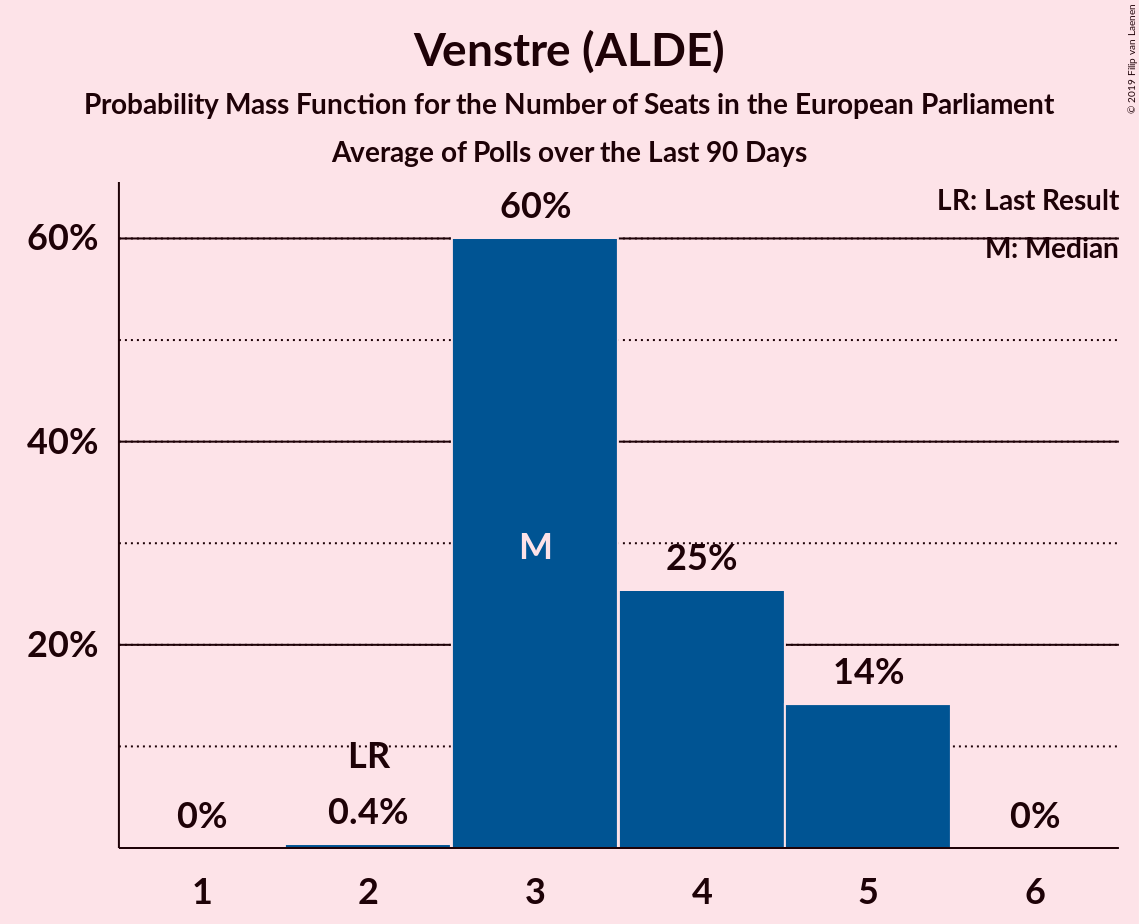 Venstre (ALDE)
Probability Mass Function for the Number of Seats in the European Parliament
Average of Polls over the Last 90 Days
© 2019 Filip van Laenen
LR: Last Result
M: Median
60%
40%
20%
0%
LR
0.4%
60%
M
25%
14%
0%
1 2 3 4 5 6